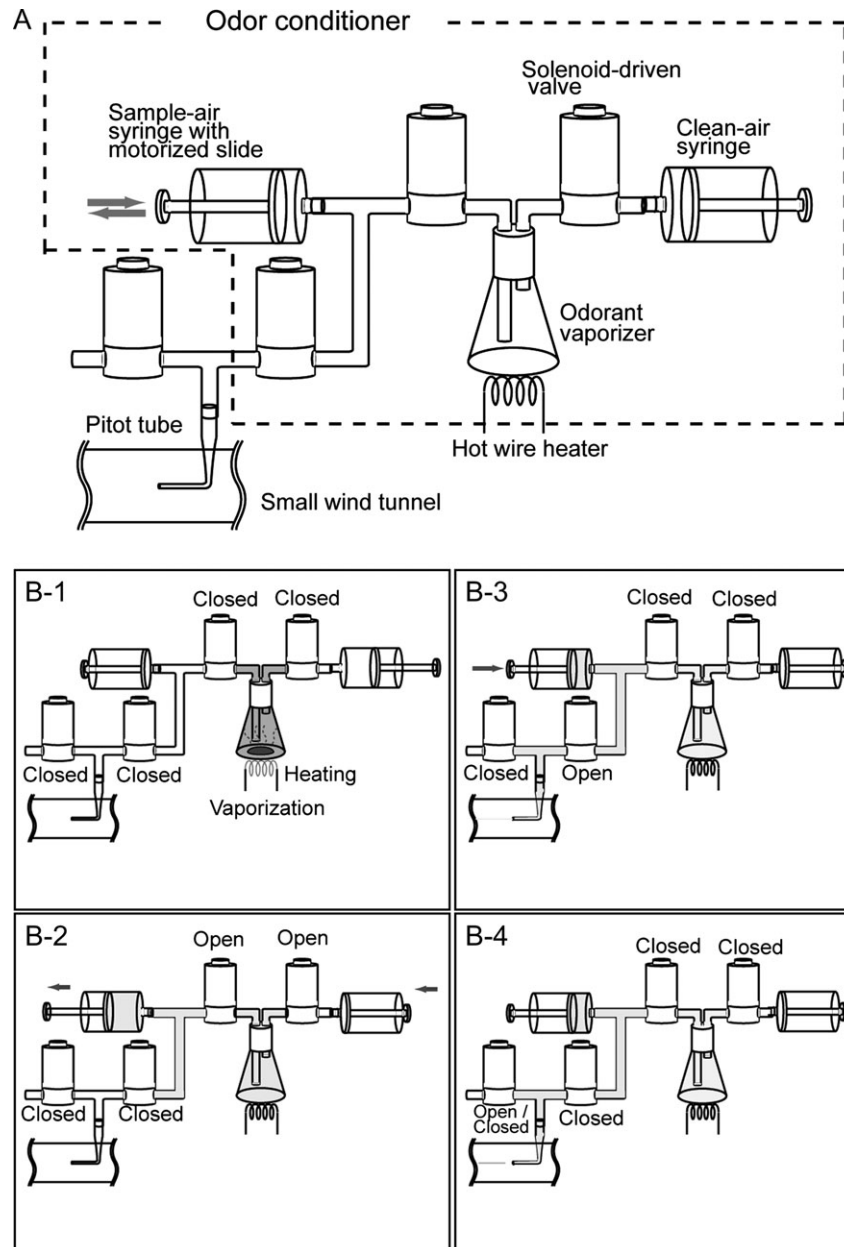 A
Odor conditioner
Sample-air
syringe with
motorized slide
Solenoid-driven
valve
Clean-air
syringe
Odorant
vaporizer
Pitot tube
Hot wire heater
Small wind tunnel
B-1
Closed Closed
Closed Closed
Heating
Vaporization
B-3
Closed Closed
Closed Open
B-2
Open Open
Closed Closed
B-4
Closed Closed
Open /
Closed Closed